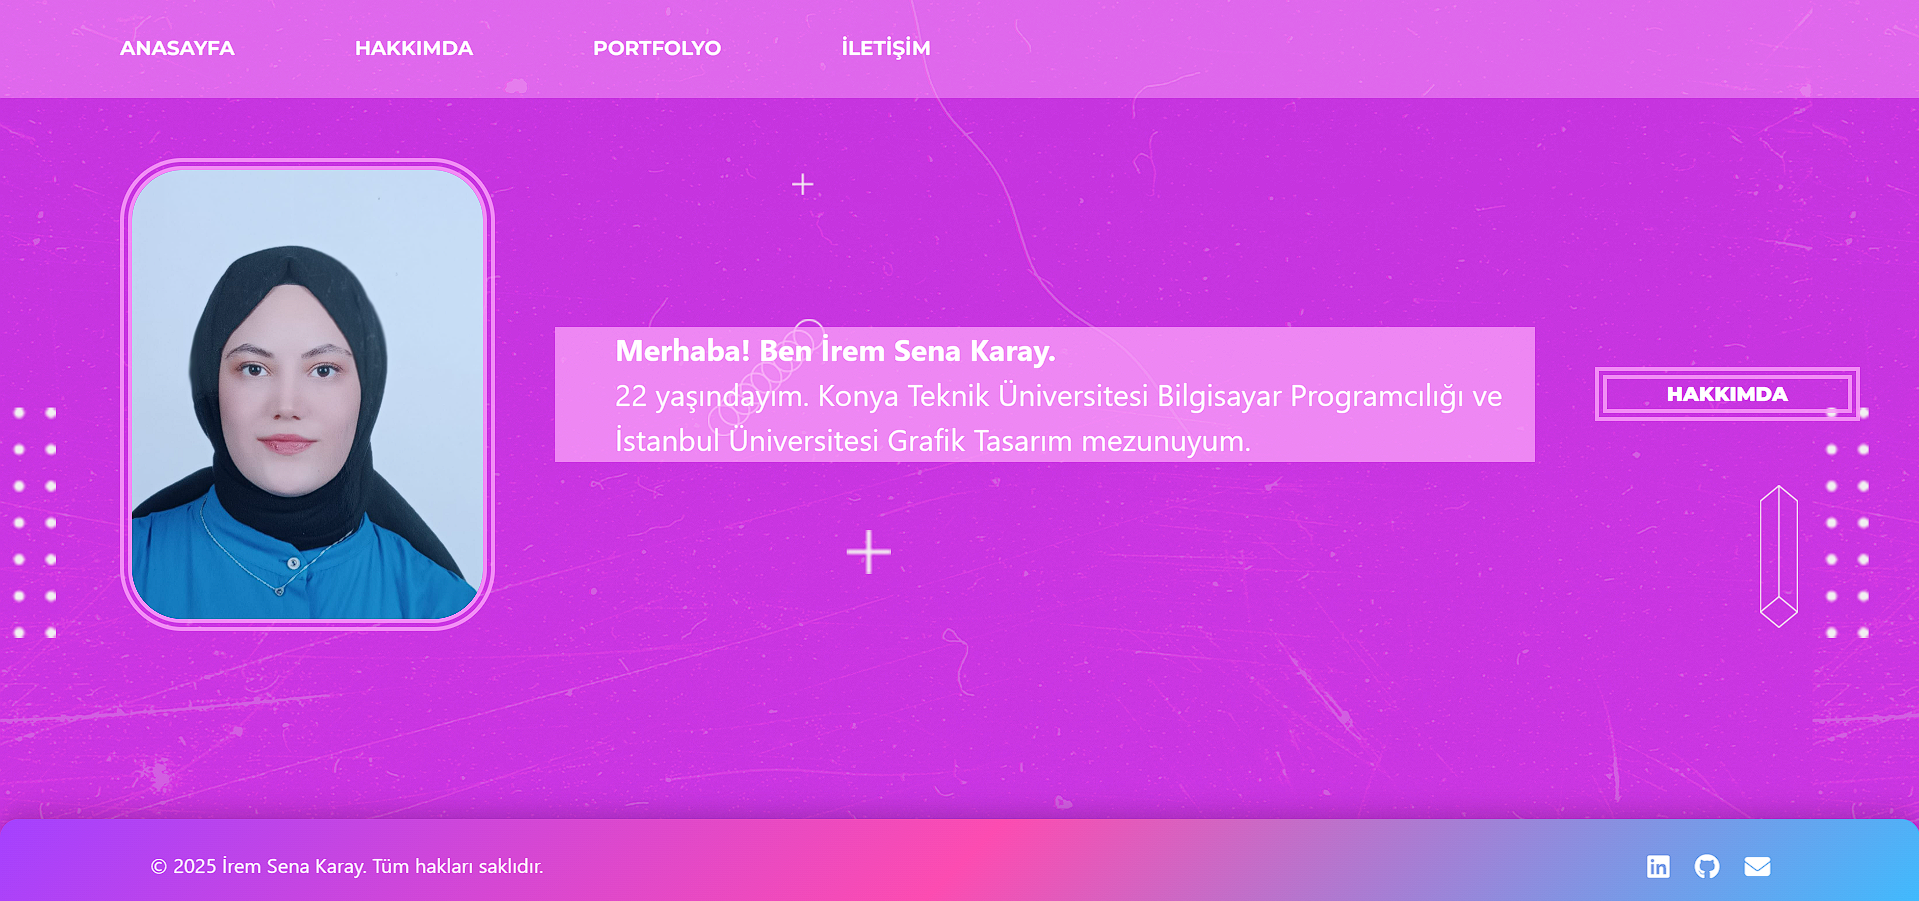 ANASAYFA HAKKIMDA PORTFOLYO İLETİŞİM
Merhaba! Ben İrem Sena Karay.
22 yaşındayım. Konya Teknik Üniversitesi Bilgisayar Programcılığı ve
İstanbul Üniversitesi Grafik Tasarım mezunuyum.
HAKKIMDA
© 2025 İrem Sena Karay. Tüm hakları saklıdır.